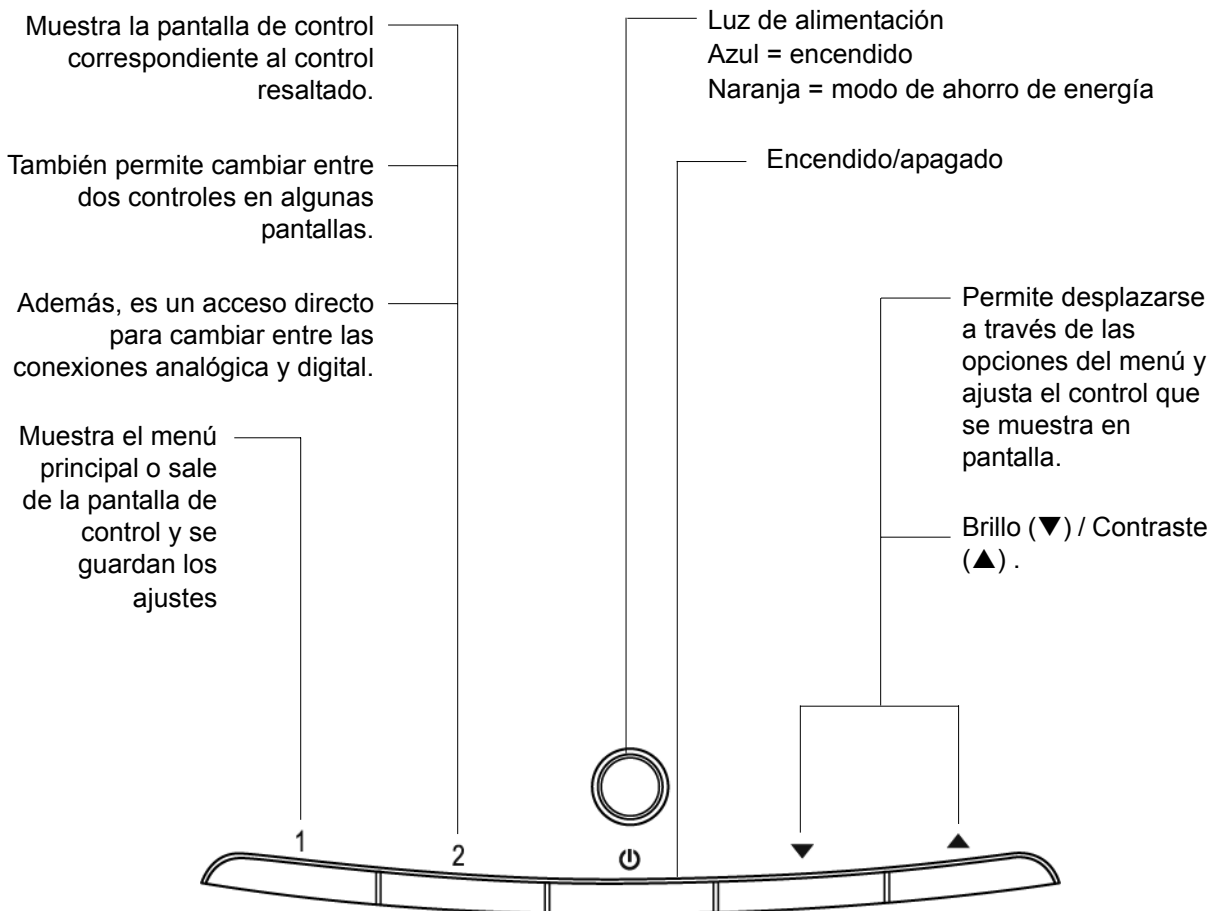 Muestra la pantalla de control
correspondiente al control
resaltado.
También permite cambiar entre
dos controles en algunas
pantallas.
Además, es un acceso directo
para cambiar entre las
conexiones analógica y digital.
Muestra el menú
principal o sale
de la pantalla de
control y se
guardan los
ajustes
Luz de alimentación
Azul = encendido
Naranja = modo de ahorro de energía
Encendido/apagado
Permite desplazarse
a través de las
opciones del menú y
ajusta el control que
se muestra en
pantalla.
Brillo (▼) / Contraste
(▲) .
1
2
▼
▲